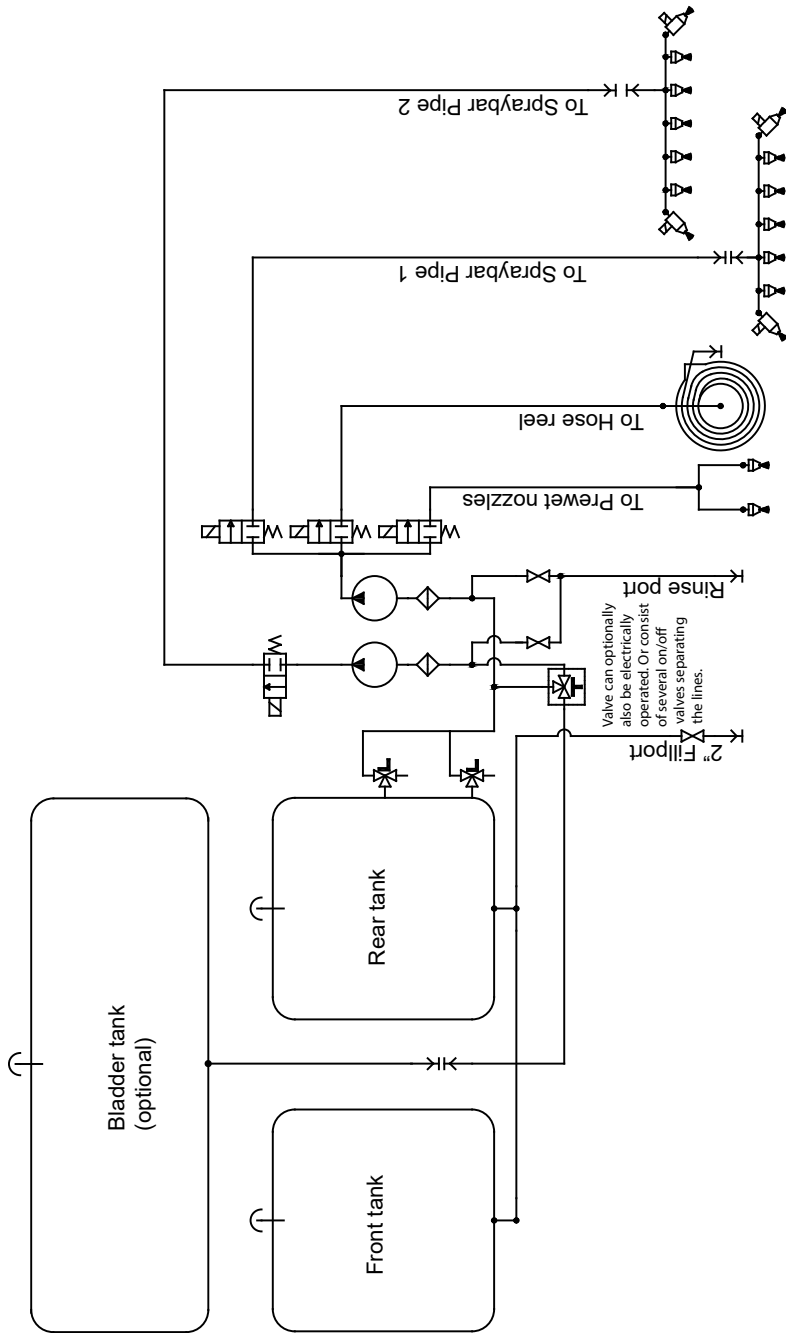 To Spraybar Pipe 2
To Spraybar Pipe 1
To Hose reel
To Prewet nozzles
Rinse port
Valve can optionally
also be electrically
operated. Or consist
of several on/off
valves separating
the lines.
2” Fillport
Bladder tank
(optional)
Rear tank
Front tank